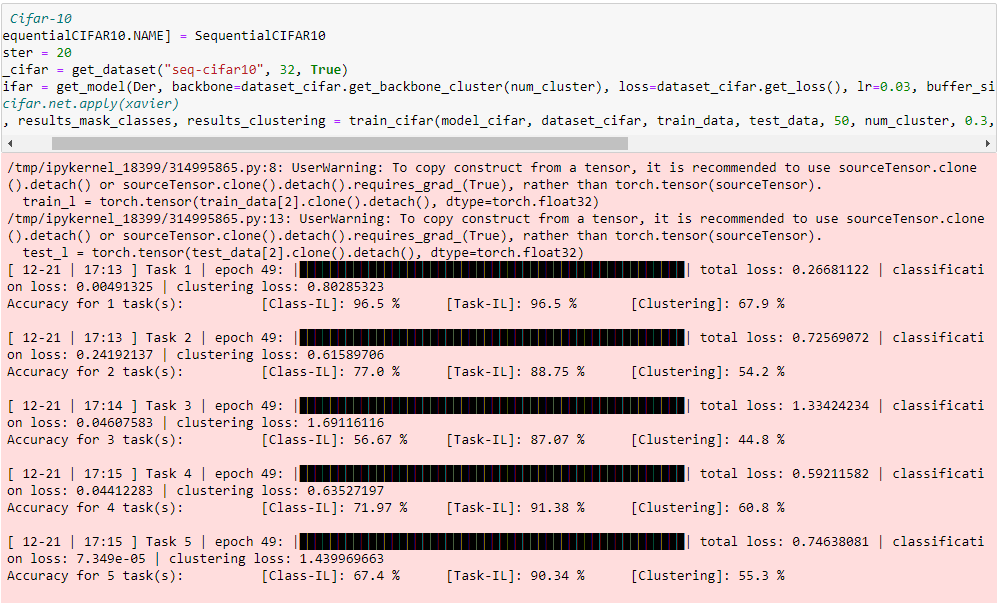 Cifar-10
equentialCIFAR10.NAME] = SequentialCIFAR10
ster = 20
_cifar = get_dataset("seq-cifar10", 32, True)
ifar = get_model(Der, backbone=dataset_cifar.get_backbone_cluster(num_cluster), loss=dataset_cifar.get_loss(), lr=0.03, buffer_si
cifar.net.apply(xavier)
, results_mask_classes, results_clustering = train_cifar(model_cifar, dataset_cifar, train_data, test_data, 50, num_cluster, 0.3,
/tmp/ipykernel_18399/314995865.py:8: UserWarning: To copy construct from a tensor, it is recommended to use sourceTensor.clone
().detach() or sourceTensor.clone().detach().requires_grad_(True), rather than torch.tensor(sourceTensor).
train_l = torch.tensor(train_data[2].clone().detach(), dtype=torch.float32)
/tmp/ipykernel_18399/314995865.py:13: UserWarning: To copy construct from a tensor, it is recommended to use sourceTensor.clone
().detach() or sourceTensor.clone().detach().requires_grad_(True), rather than torch.tensor(sourceTensor).
test_l = torch.tensor(test_data[2].clone().detach(), dtype=torch.float32)
[ 12-21 | 17:13 ] Task 1 | epoch 49: | | total loss: 0.26681122 | classificati
on loss: 0.00491325 | clustering loss: 0.80285323
Accuracy for 1 task(s): [Class-IL]: 96.5 % [Task-IL]: 96.5 % [Clustering]: 67.9 %
[ 12-21 | 17:13 ] Task 2 | epoch 49: | | total loss: 0.72569072 | classificati
on loss: 0.24192137 | clustering loss: 0.61589706
Accuracy for 2 task(s): [Class-IL]: 77.0 % [Task-IL]: 88.75 % [Clustering]: 54.2 %
[ 12-21 | 17:14 ] Task 3 | epoch 49: | | total loss: 1.33424234 | classificati
on loss: 0.04607583 | clustering loss: 1.69116116
Accuracy for 3 task(s): [Class-IL]: 56.67 % [Task-IL]: 87.07 % [Clustering]: 44.8 %
[ 12-21 | 17:15 ] Task 4 | epoch 49: | | total loss: 0.59211582 | classificati
on loss: 0.04412283 | clustering loss: 0.63527197
Accuracy for 4 task(s): [Class-IL]: 71.97 % [Task-IL]: 91.38 % [Clustering]: 60.8 %
[ 12-21 | 17:15 ] Task 5 | epoch 49: | | total loss: 0.74638081 | classificati
on loss: 7.349e-05 | clustering loss: 1.439969663
Accuracy for 5 task(s): [Class-IL]: 67.4 % [Task-IL]: 90.34 % [Clustering]: 55.3 %